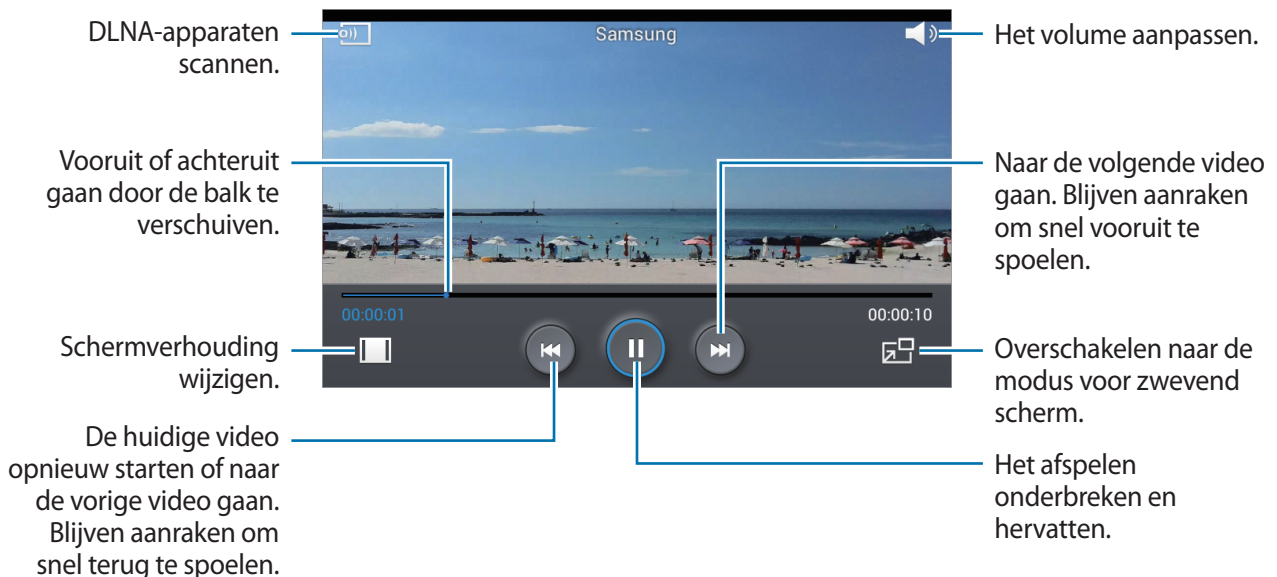 DLNA-apparaten
scannen.
Samsung
Het volume aanpassen.
Vooruit of achteruit
gaan door de balk te
verschuiven.
Naar de volgende video
gaan. Blijven aanraken
om snel vooruit te
spoelen.
00:00:01
00:00:10
Schermverhouding
wijzigen.
Overschakelen naar de
modus voor zwevend
scherm.
De huidige video
opnieuw starten of naar
de vorige video gaan.
Blijven aanraken om
snel terug te spoelen.
Het afspelen
onderbreken en
hervatten.